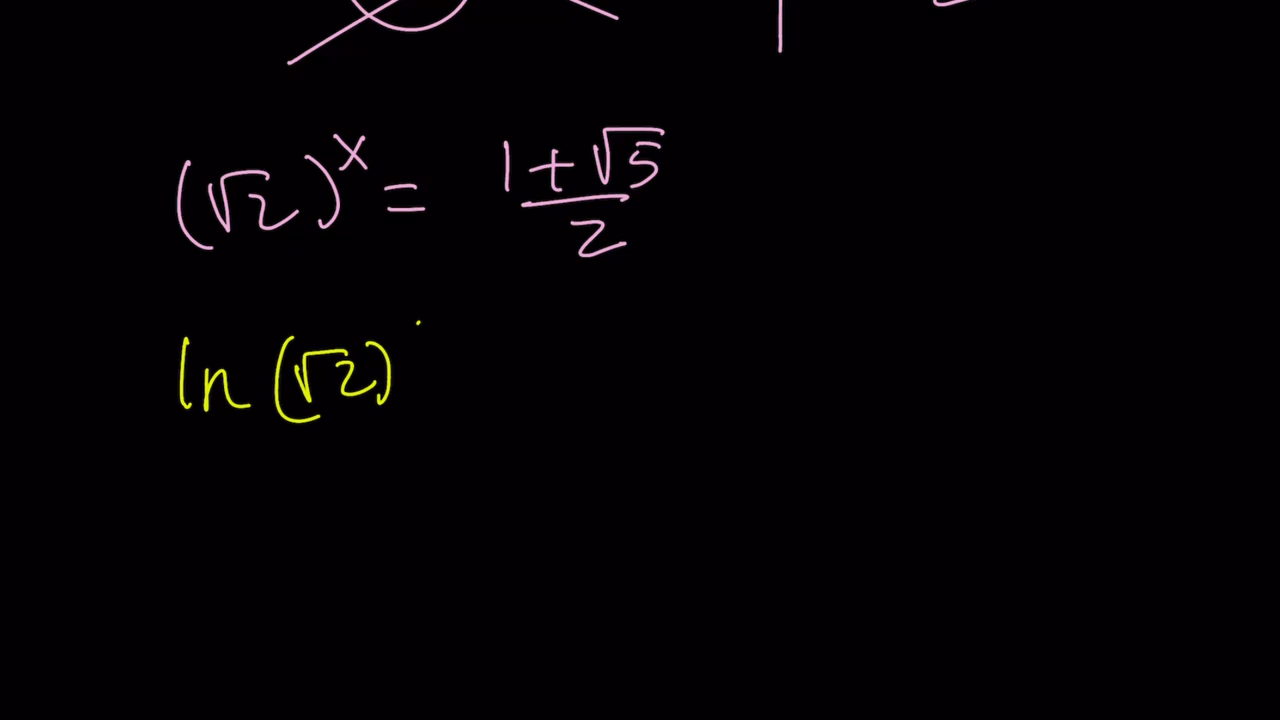 (√2)^x = (1+√5)/2
ln (√2)